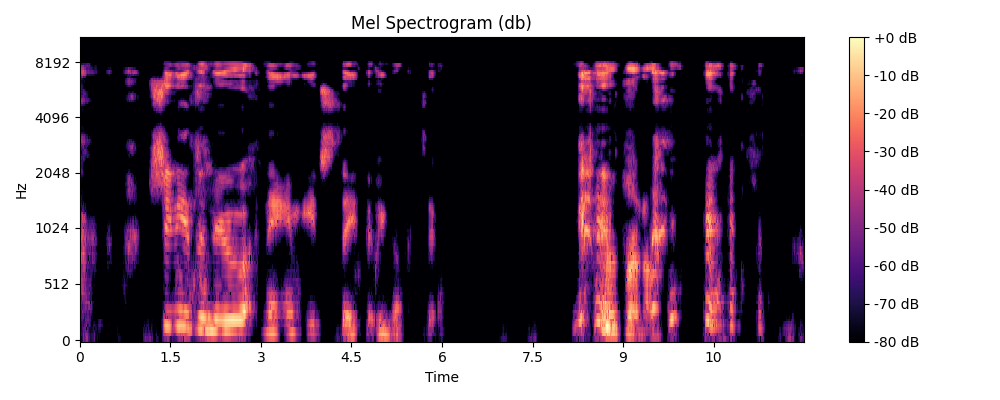 Mel Spectrogram (db)
8192
4096
2048
1024
512
0
Hz
0 1.5 3 4.5 6 7.5 9 10
Time
+0 dB
-10 dB
-20 dB
-30 dB
-40 dB
-50 dB
-60 dB
-70 dB
-80 dB